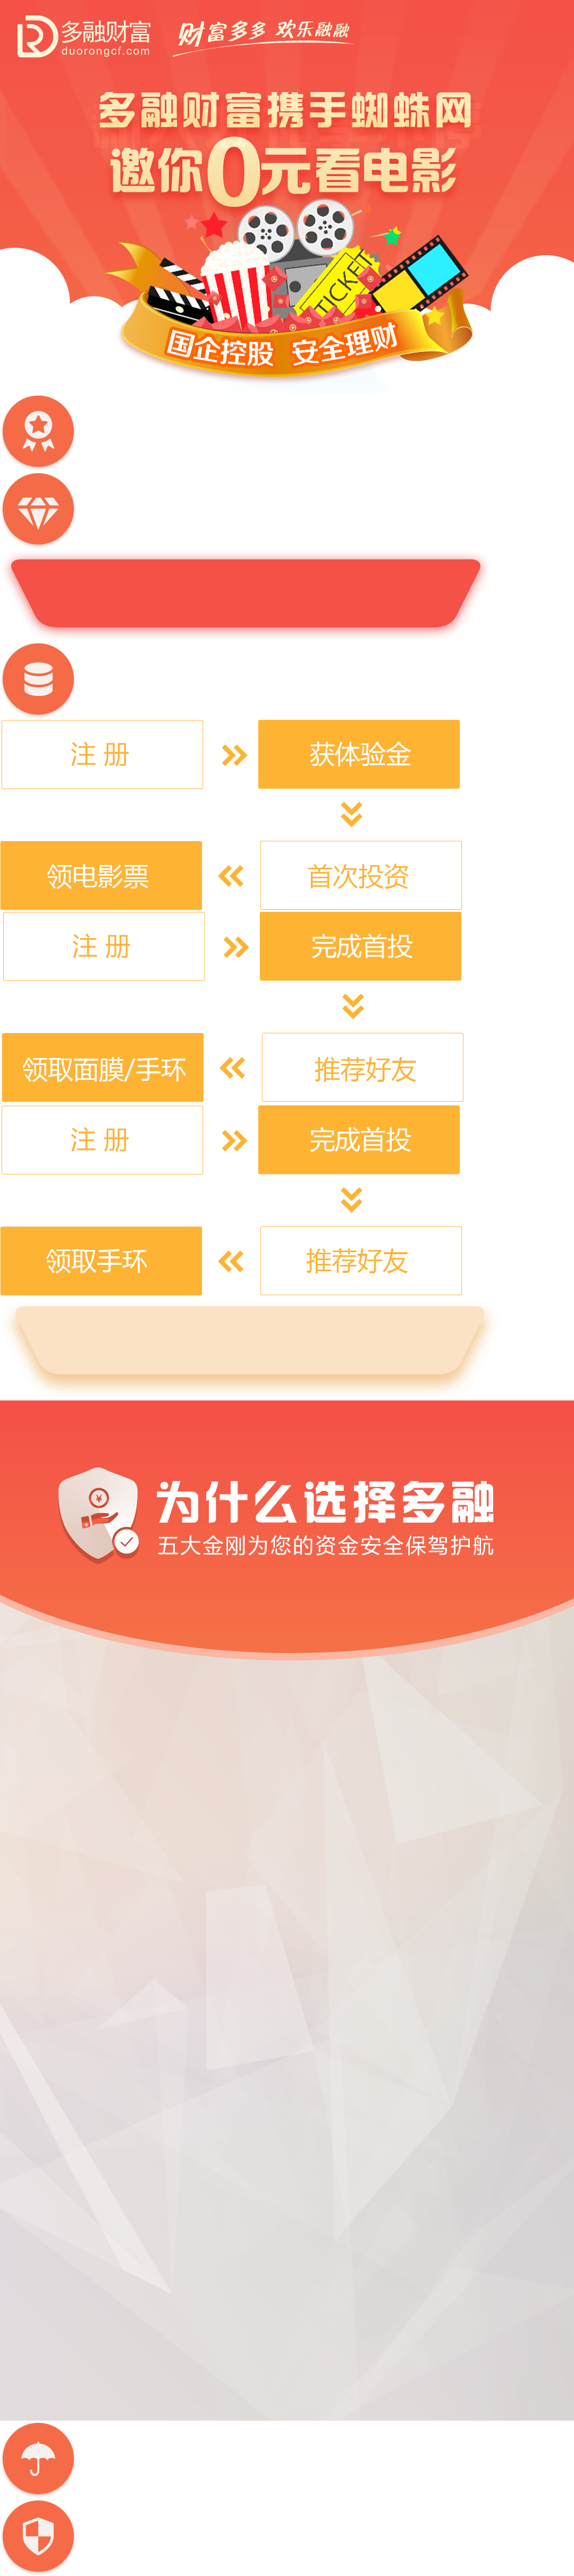 多融财富
duorongcf.com
财富多多 欢乐融融
多融财富携手蜘蛛网
邀你0元看电影
TICKET
国企控股 安全理财
注 册
获体验金
领电影票
首次投资
注 册
完成首投
领取面膜/手环
推荐好友
注 册
完成首投
领取手环
推荐好友
¥
为什么选择多融
五大金刚为您的资金安全保驾护航